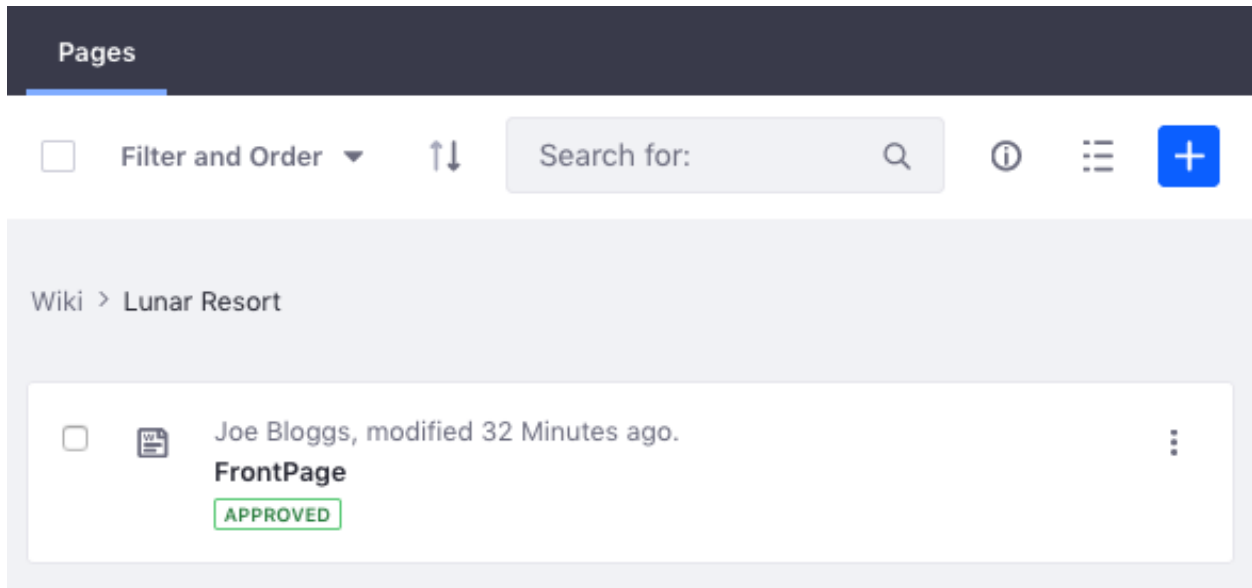 Pages
Filter and Order
Search for:
Wiki > Lunar Resort
Joe Bloggs, modified 32 Minutes ago.
FrontPage
APPROVED